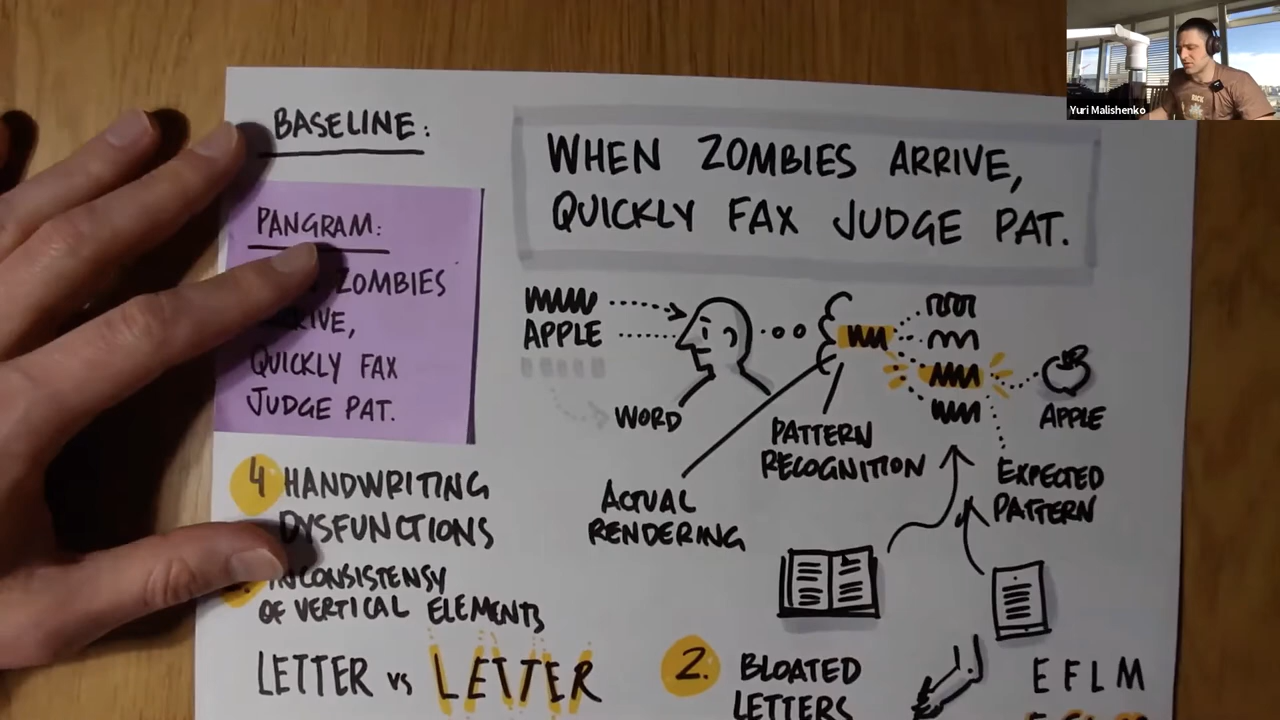 Yuri Malishenko
BASELINE:
PANGRAM:
ZOMBIES
QUICKLY FAX
JUDGE PAT.
WHEN ZOMBIES ARRIVE,
QUICKLY FAX JUDGE PAT.
APPLE
WORD
PATTERN
RECOGNITION
ACTUAL
RENDERING
APPLE
EXPECTED
PATTERN
4 HANDWRITING
DYSFUNCTIONS
INCONSISTENSY
OF VERTICAL ELEMENTS
LETTER VS LETTER
2. BLOATED
LETTERS
E F L M